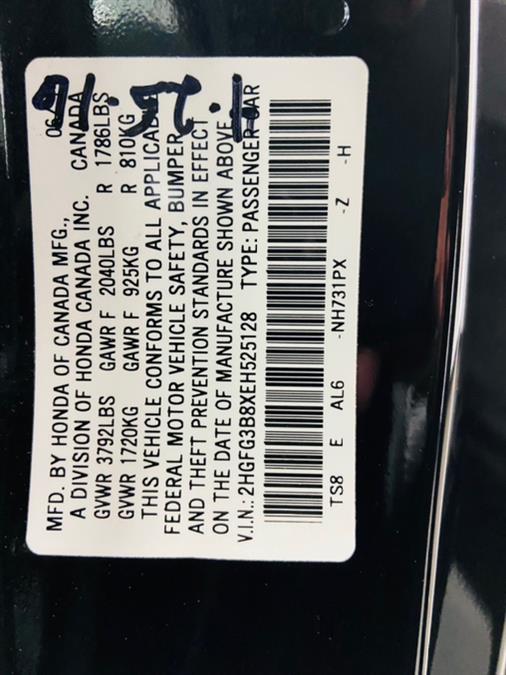 MFD. BY HONDA OF CANADA MFG., 06
A DIVISION OF HONDA CANADA INC. CANADA
GVWR 3792LBS GAWR F 2040LBS R 1786LBS
GVWR 1720KG GAWR F 925KG R 810KG
THIS VEHICLE CONFORMS TO ALL
FEDERAL MOTOR VEHICLE SAFETY, BUMPER,
AND THEFT PREVENTION STANDARDS IN EFFECT
ON THE DATE OF MANUFACTURE SHOWN ABOVE.
V.I.N.: 2HGFG3B8XEH525128 TYPE: PASSENGER CAR
TS8 E AL6 -NH731PX -Z -H